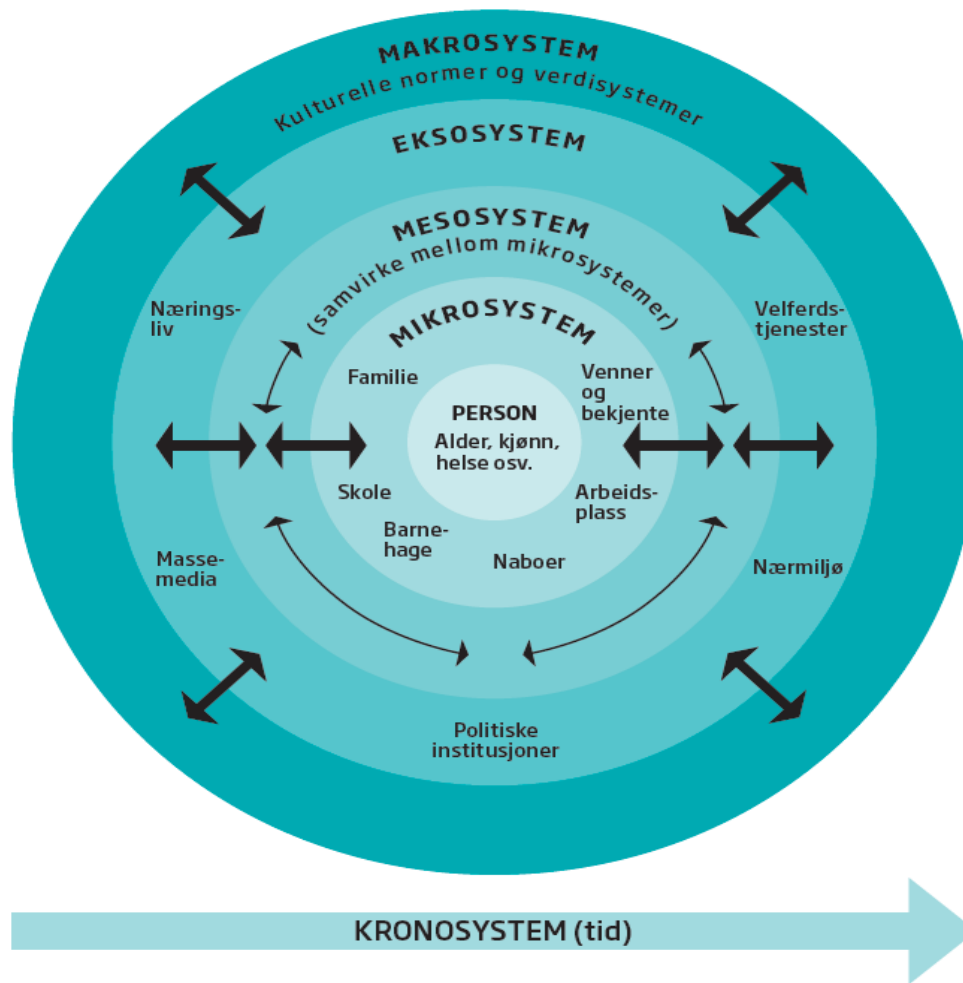 MAKROSYSTEM
Kulturelle normer og verdisystemer
EKSOSYSTEM
MESOSYSTEM
(samvirke mellom mikrosystemer)
MIKROSYSTEM
Nærings-
liv
Velferds-
tjenester
Familie
Venner
og
bekjente
PERSON
Alder, kjønn,
helse osv.
Skole
Arbeids-
plass
Barne-
hage
Naboer
Masse-
media
Nærmiljø
Politiske
institusjoner
KRONOSYSTEM (tid)